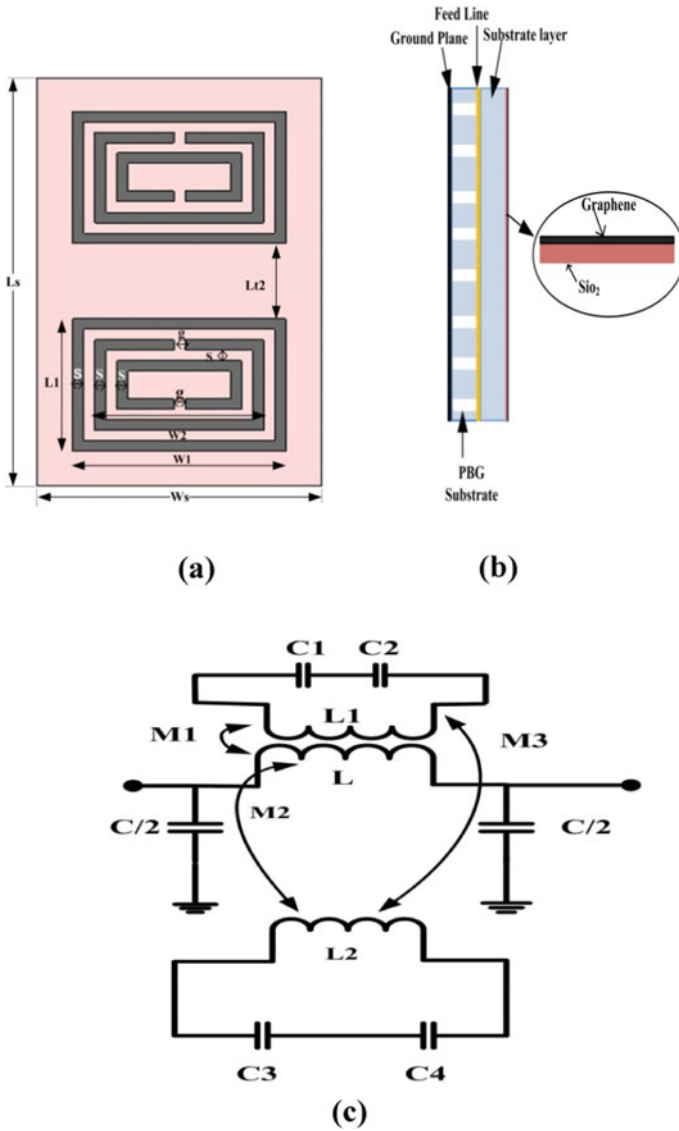 Feed Line
Ground Plane
Substrate layer
Ls
Lt2
L1
S
S
S
g
S
g
W2
W1
Ws
Graphene
Sio₂
PBG
Substrate
(a)
(b)
C1
C2
L1
M1
M3
L
M2
C/2
C/2
L2
C3
C4
(c)